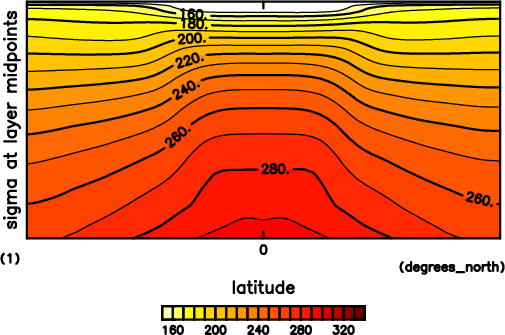 sigma at layer midpoints
160.
180.
200.
220.
240.
260.
280.
260.
0
(1)
(degrees_north)
latitude
160 200 240 280 320